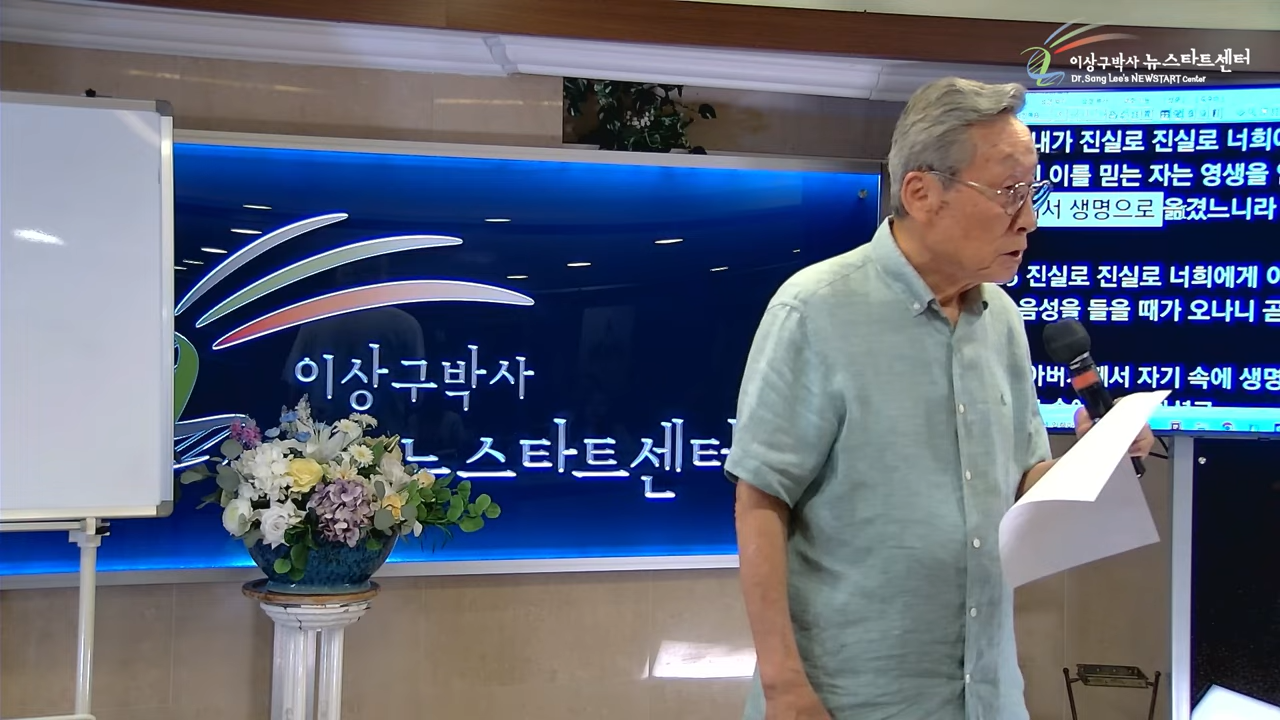 이상구박사 뉴스타트센터
Dr. Sang Lee's NEWSTART Center
내가 진실로 진실로 너희에
이를 믿는 자는 영생을
서 생명으로 옮겼느니라
진실로 진실로 너희에게
음성을 들을 때가 오나니 곧
서 자기 속에 생명
이상구박사
뉴스타트센터